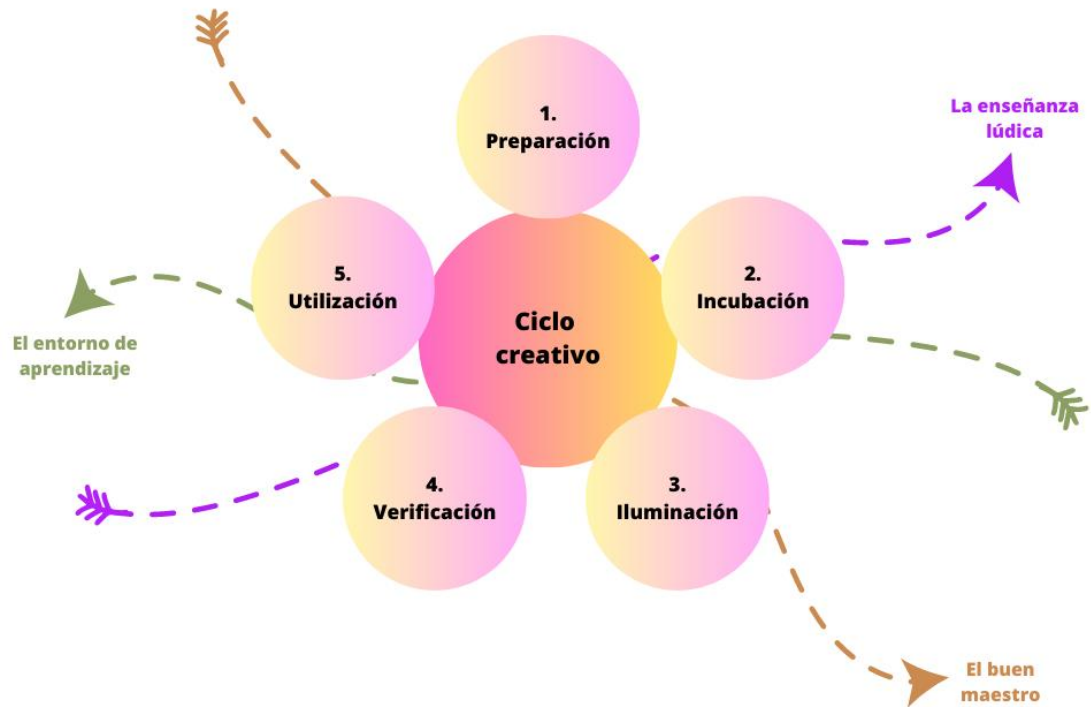 1.
Preparación
La enseñanza
lúdica
2.
Incubación
5.
Utilización
Ciclo
creativo
El entorno de
aprendizaje
4.
Verificación
3.
Iluminación
El buen
maestro